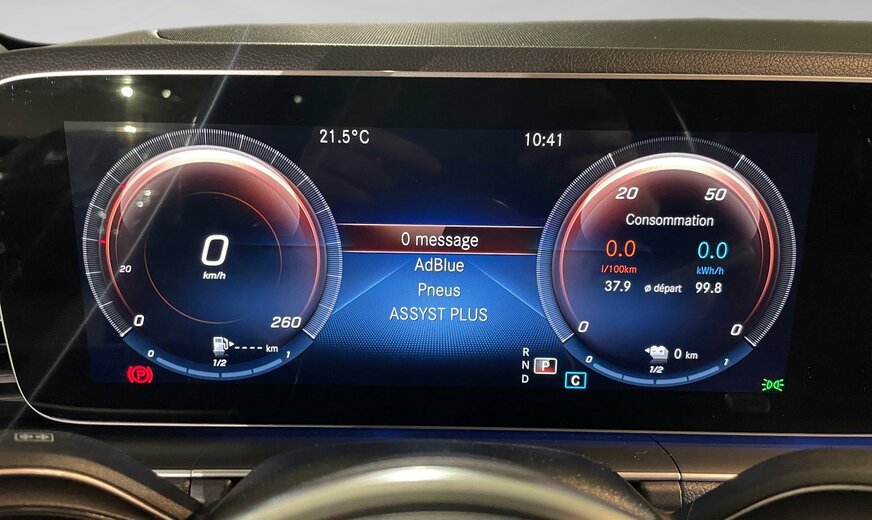 21.5°C
10:41
0
km/h
20
0
260
----- km
0 1/2 1
P
0 message
AdBlue
Pneus
ASSYST PLUS
R
N
D
P
C
20 50
Consommation
0.0 0.0
l/100km kWh/h
37.9 ø départ 99.8
0 0
0 km
0 1/2 1